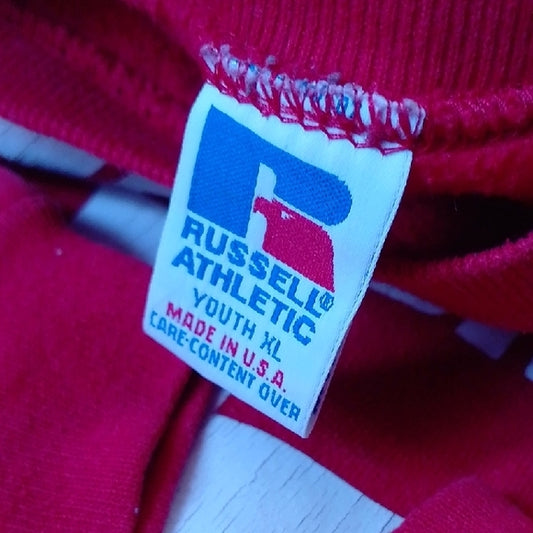 RUSSELL®
ATHLETIC
YOUTH XL
MADE IN U.S.A.
CARE-CONTENT OVER